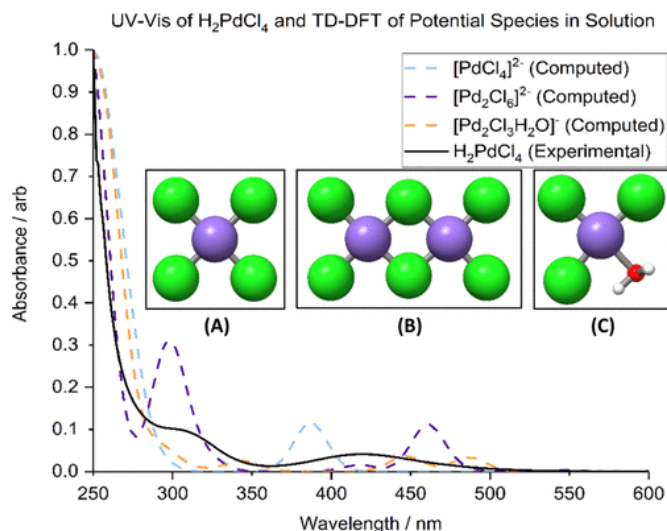 UV-Vis of H₂PdCl₄ and TD-DFT of Potential Species in Solution
1.0
0.9
0.8
0.7
0.6
0.5
0.4
0.3
0.2
0.1
0.0
Absorbance / arb
[PdCl₄]²⁻ (Computed)
[Pd₂Cl₆]²⁻ (Computed)
[Pd₂Cl₃H₂O]⁻ (Computed)
H₂PdCl₄ (Experimental)
(A) (B) (C)
250 300 350 400 450 500 550 600
Wavelength / nm